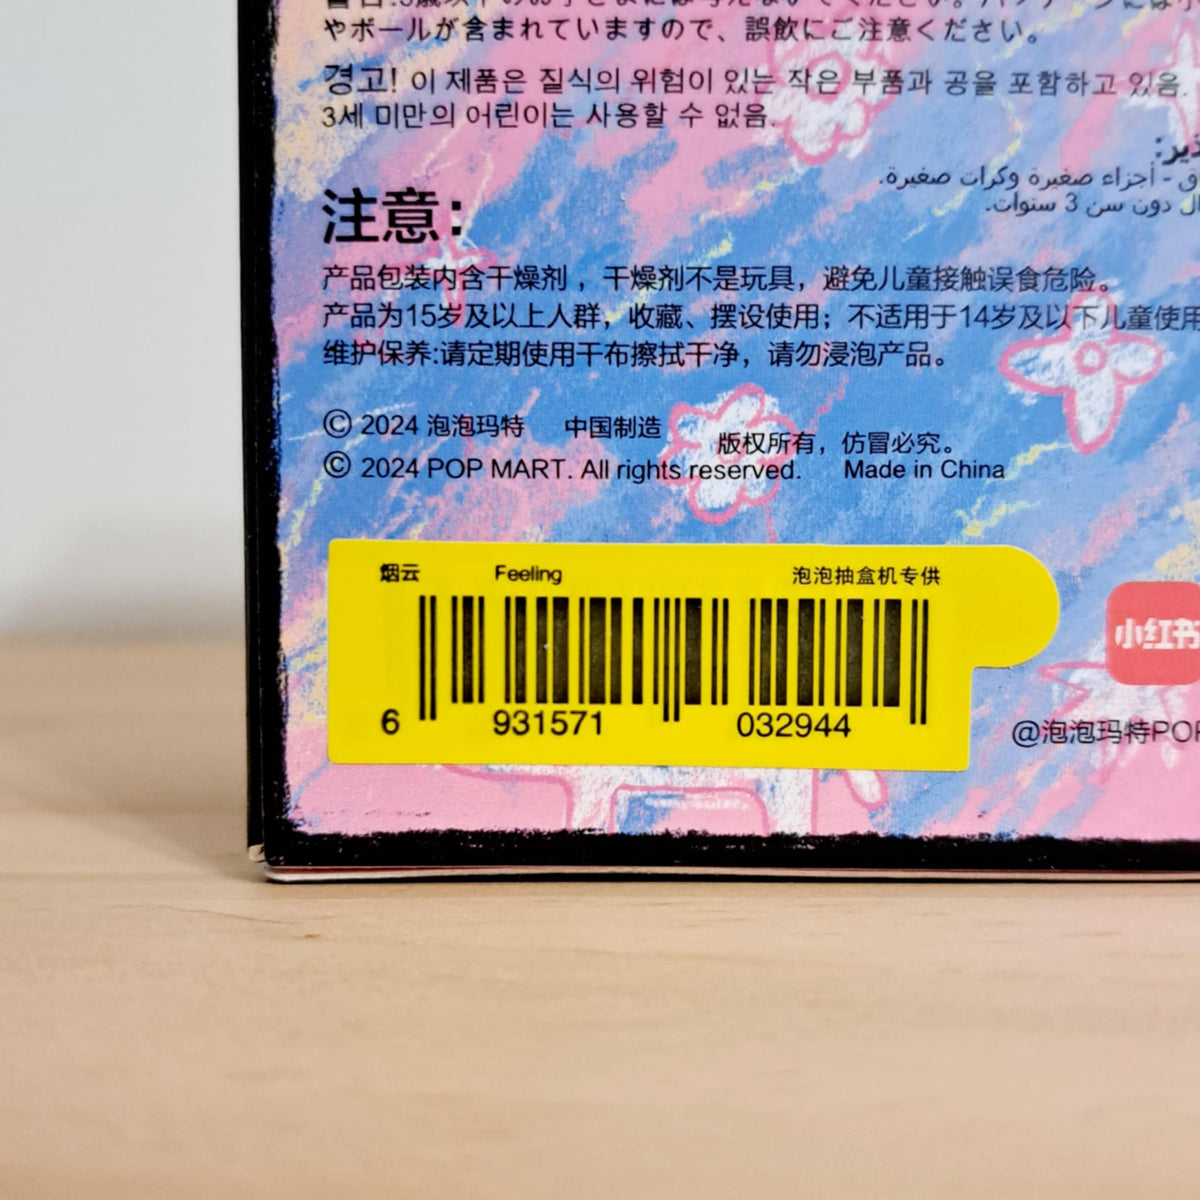 やボールが含まれていますので、誤飲にご注意ください。
경고! 이 제품은 질식의 위험이 있는 작은 부품과 공을 포함하고 있음.
3세 미만의 어린이는 사용할 수 없음.
أجزاء صغيرة وكرات صغيرة.
دون سن 3 سنوات.
注意:
产品包装内含干燥剂，干燥剂不是玩具，避免儿童接触误食危险。
产品为15岁及以上人群，收藏、摆设使用；不适用于14岁及以下儿童使用
维护保养:请定期使用干布擦拭干净，请勿浸泡产品。
© 2024 泡泡玛特 中国制造 版权所有，仿冒必究。
© 2024 POP MART. All rights reserved. Made in China
烟云 Feeling 泡泡抽盒机专供
6 931571 032944
小红书
@泡泡玛特POP